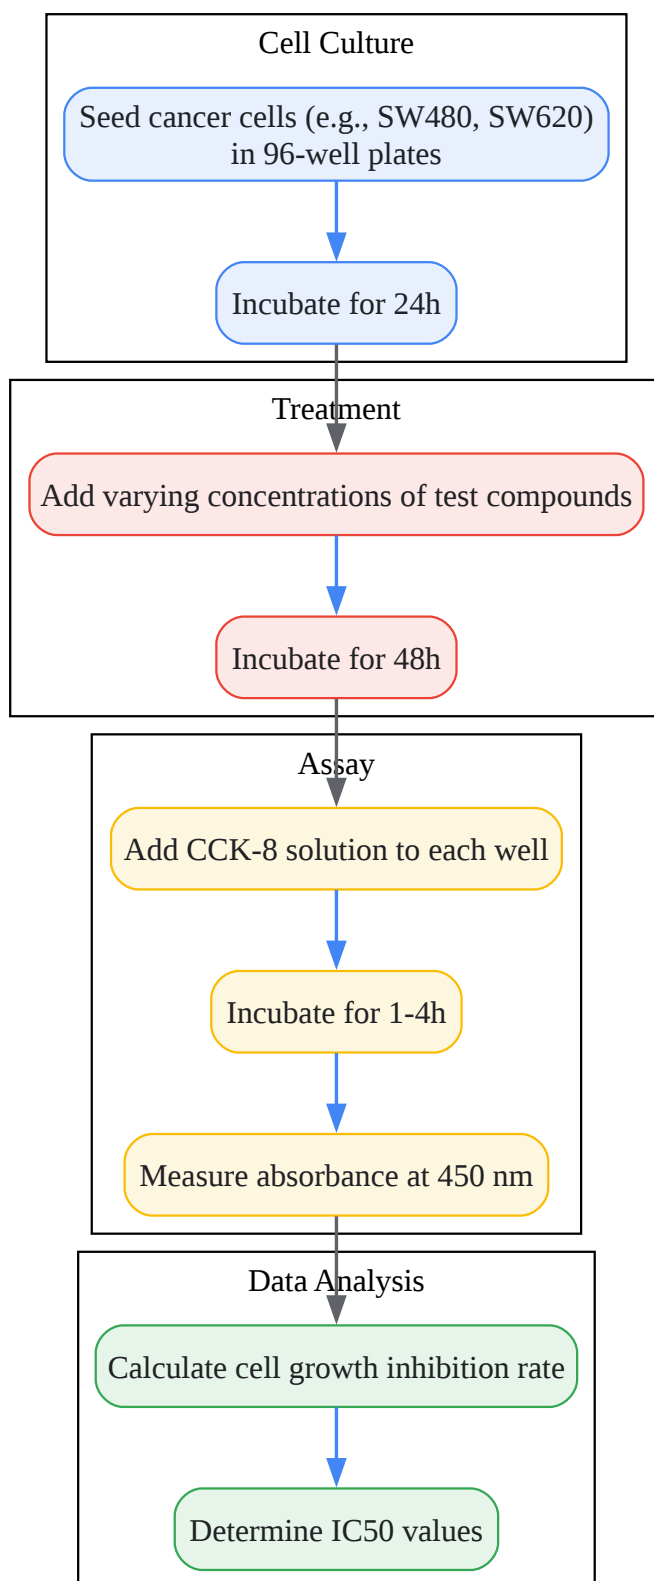 Cell Culture
Seed cancer cells (e.g., SW480, SW620)
in 96-well plates
Incubate for 24h
Treatment
Add varying concentrations of test compounds
Incubate for 48h
Assay
Add CCK-8 solution to each well
Incubate for 1-4h
Measure absorbance at 450 nm
Data Analysis
Calculate cell growth inhibition rate
Determine IC50 values